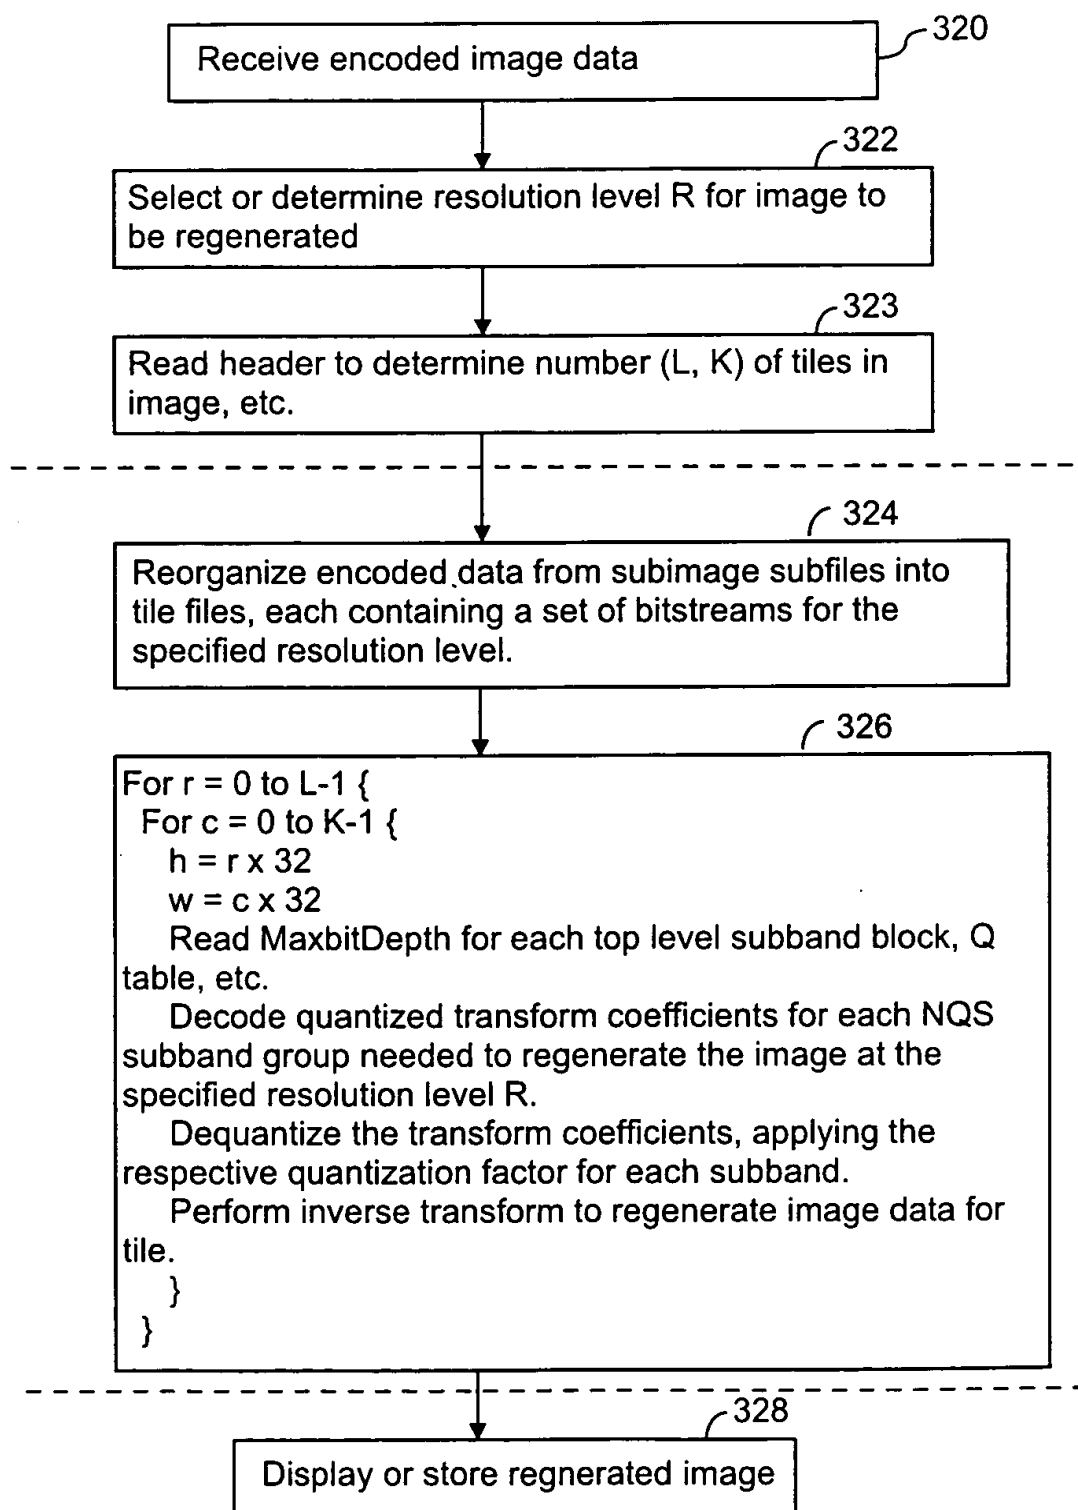 320
Receive encoded image data
322
Select or determine resolution level R for image to
be regenerated
323
Read header to determine number (L, K) of tiles in
image, etc.
324
Reorganize encoded data from subimage subfiles into
tile files, each containing a set of bitstreams for the
specified resolution level.
326
For r = 0 to L-1 {
For c = 0 to K-1 {
h = r x 32
w = c x 32
Read MaxbitDepth for each top level subband block, Q
table, etc.
Decode quantized transform coefficients for each NQS
subband group needed to regenerate the image at the
specified resolution level R.
Dequantize the transform coefficients, applying the
respective quantization factor for each subband.
Perform inverse transform to regenerate image data for
tile.
}
}
328
Display or store regnerated image